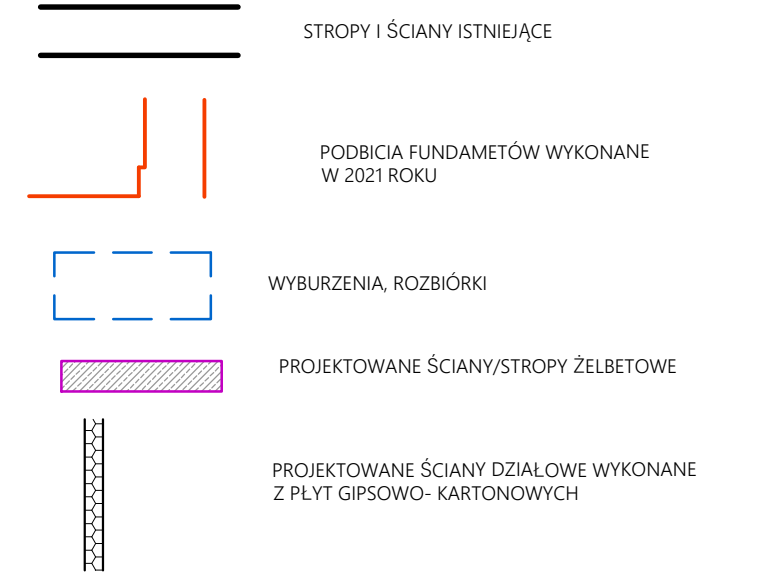 STROPY I ŚCIANY ISTNIEJĄCE
PODBICIA FUNDAMETÓW WYKONANE
W 2021 ROKU
WYBURZENIA, ROZBIÓRKI
PROJEKTOWANE ŚCIANY/STROPY ŻELBETOWE
PROJEKTOWANE ŚCIANY DZIAŁOWE WYKONANE
Z PŁYT GIPSOWO- KARTONOWYCH